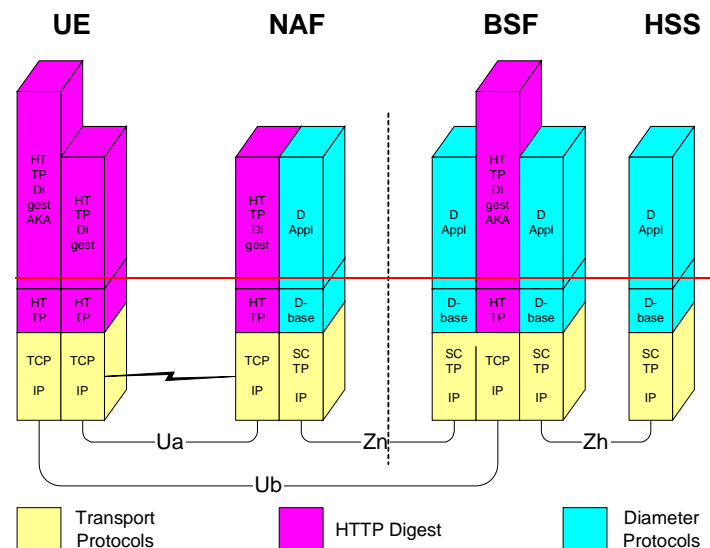 UE
NAF
BSF
HSS
HT
TP
Di
gest
AKA
HT
TP
Di
gest
HT
TP
Di
gest
D
Appl
D
Appl
HT
TP
Di
gest
AKA
D
Appl
D
Appl
HT
TP
HT
TP
HT
TP
D-
base
D-
base
HT
TP
D-
base
D-
base
TCP
IP
TCP
IP
TCP
IP
SC
TP
IP
SC
TP
IP
TCP
IP
SC
TP
IP
SC
TP
IP
Ua
Zn
Zh
Ub
Transport
Protocols
HTTP Digest
Diameter
Protocols